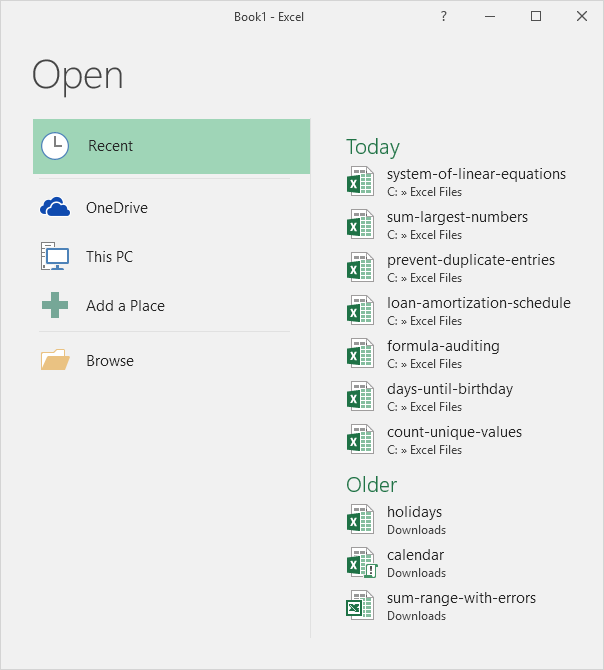 Book1 - Excel
?
Open
Recent
OneDrive
This PC
Add a Place
Browse
Today
system-of-linear-equations
C: » Excel Files
sum-largest-numbers
C: » Excel Files
prevent-duplicate-entries
C: » Excel Files
loan-amortization-schedule
C: » Excel Files
formula-auditing
C: » Excel Files
days-until-birthday
C: » Excel Files
count-unique-values
C: » Excel Files
Older
holidays
Downloads
calendar
Downloads
sum-range-with-errors
Downloads